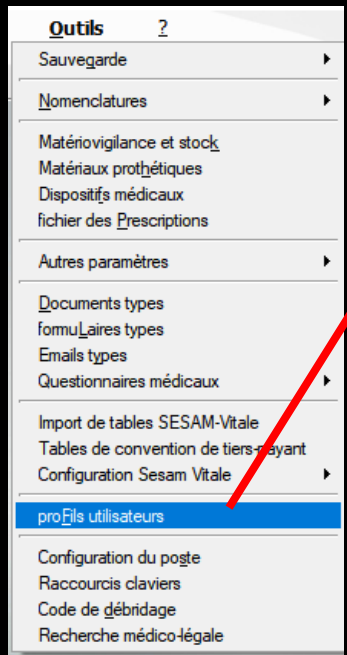 Outils ?
Sauvegarde
Nomenclatures
Matériovigilance et stock
Matériaux prothétiques
Dispositifs médicaux
fichier des Prescriptions
Autres paramètres
Documents types
formuLaires types
Emails types
Questionnaires médicaux
Import de tables SESAM-Vitale
Tables de convention de tiers-payant
Configuration Sesam Vitale
proFils utilisateurs
Configuration du poste
Raccourcis claviers
Code de débridage
Recherche médico-légale